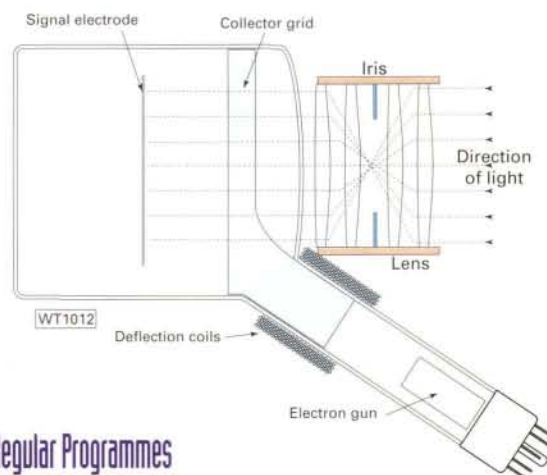 Signal electrode
Collector grid
Iris
Direction
of light
Lens
WT1012
Deflection coils
Electron gun
egular Programmes